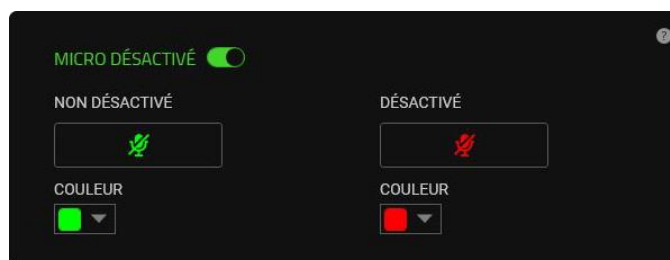 MICRO DÉSACTIVÉ
?
NON DÉSACTIVÉ
DÉSACTIVÉ
COULEUR
COULEUR